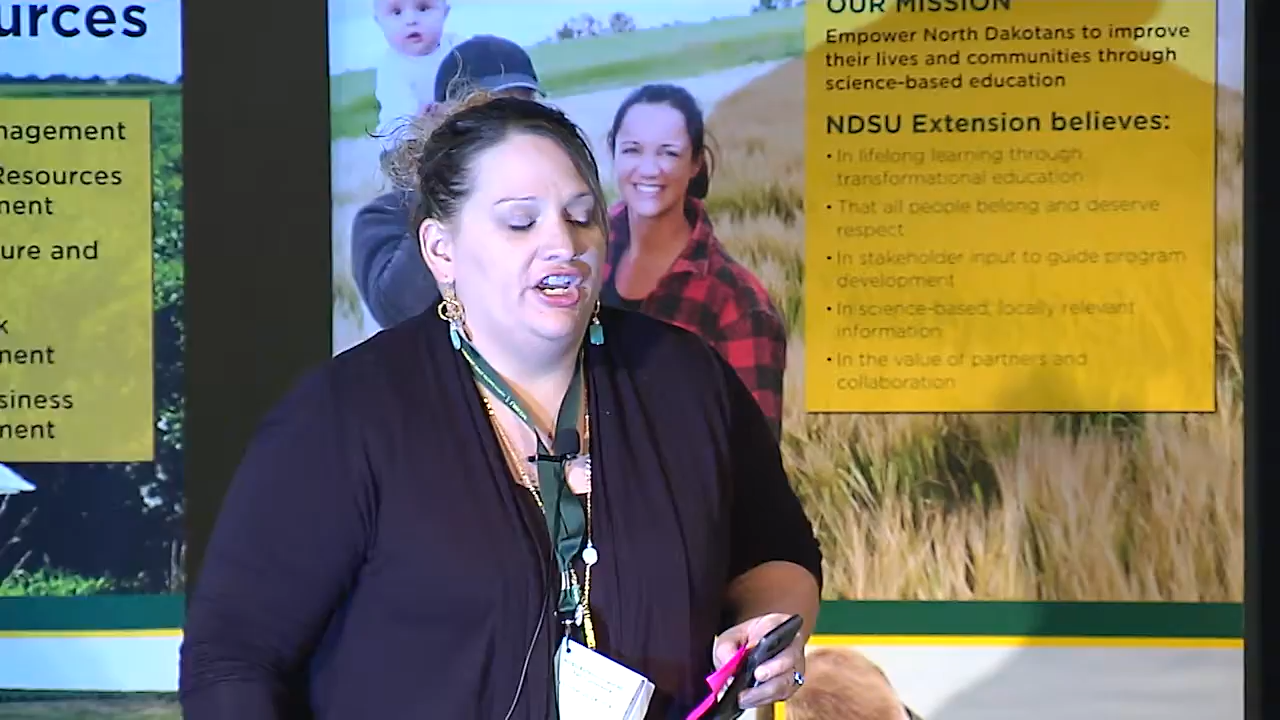 urces
nagement
Resources
nent
ure and
k
nent
siness
nent
OUR MISSION
Empower North Dakotans to improve
their lives and communities through
science-based education
NDSU Extension believes:
• In lifelong learning through
transformational education
• That all people belong and deserve
respect
• In stakeholder input to guide program
development
• In science-based, locally relevant
information
• In the value of partners and
collaboration